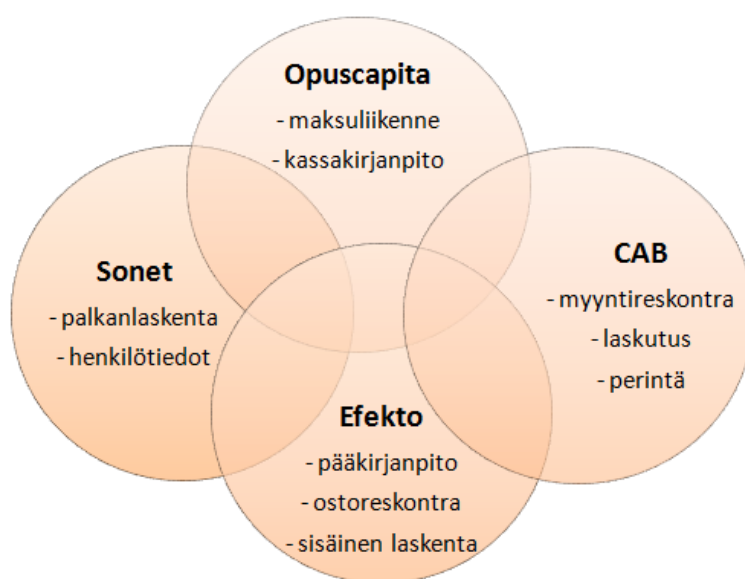 Opuscapita
- maksuliikenne
- kassakirjanpito
Sonet
- palkanlaskenta
- henkilötiedot
CAB
- myyntireskontra
- laskutus
- perintä
Efekto
- pääkirjanpito
- ostoreskontra
- sisäinen laskenta